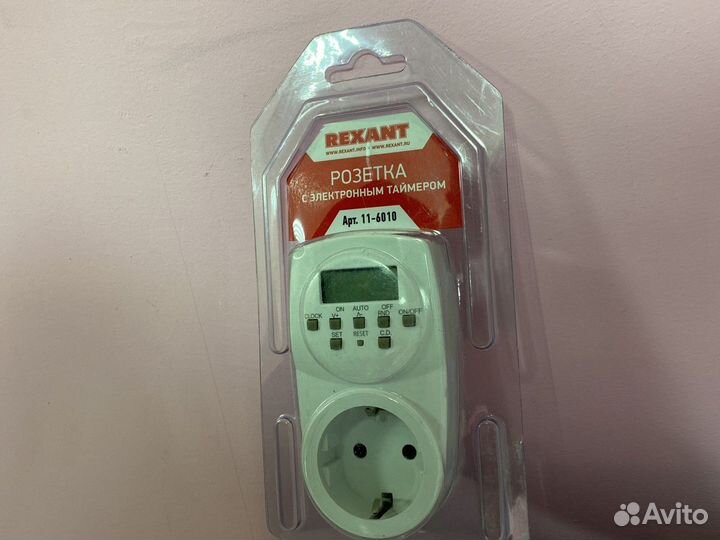 REXANT
WWW.REXANT.INFO • WWW.REXANT.RU
РОЗЕТКА
С ЭЛЕКТРОННЫМ ТАЙМЕРОМ
Арт. 11-6010
ON AUTO OFF
CLOCK V+ Λ- RND ON/OFF
SET RESET C.D.
Avito